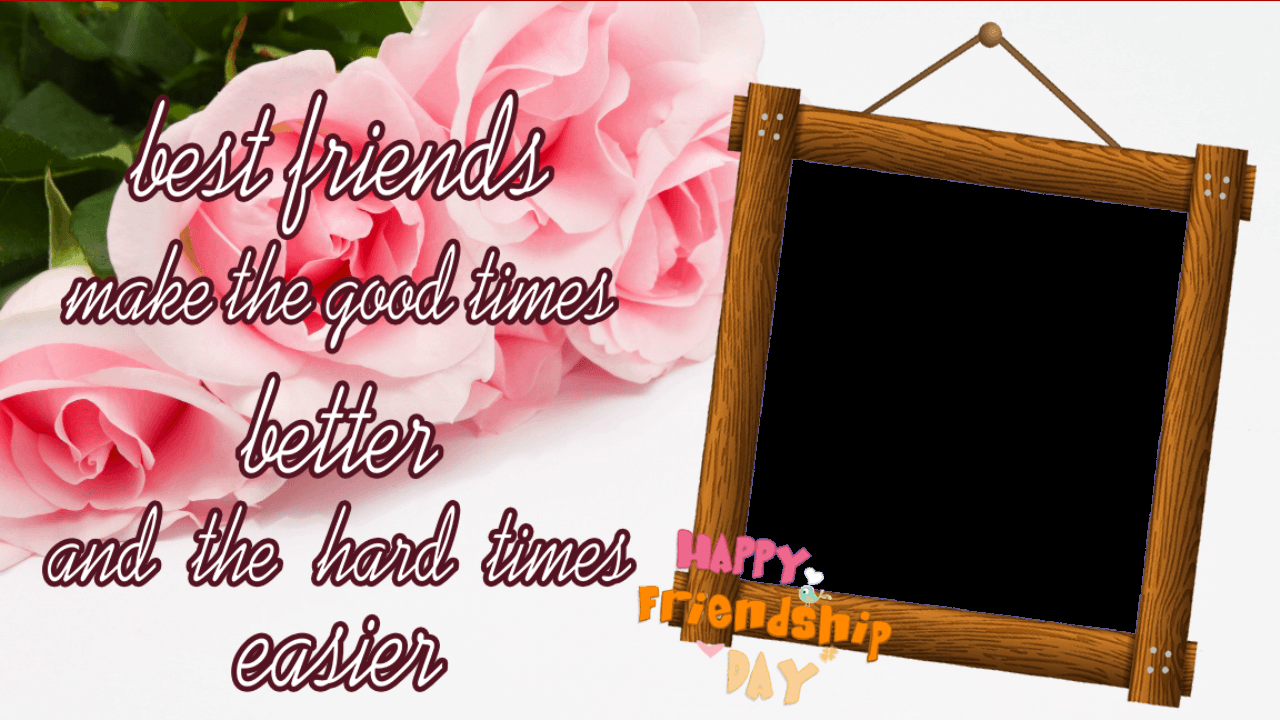 best friends
make the good times
better
and the hard times
easier
HAPPY
Friendship
DAY